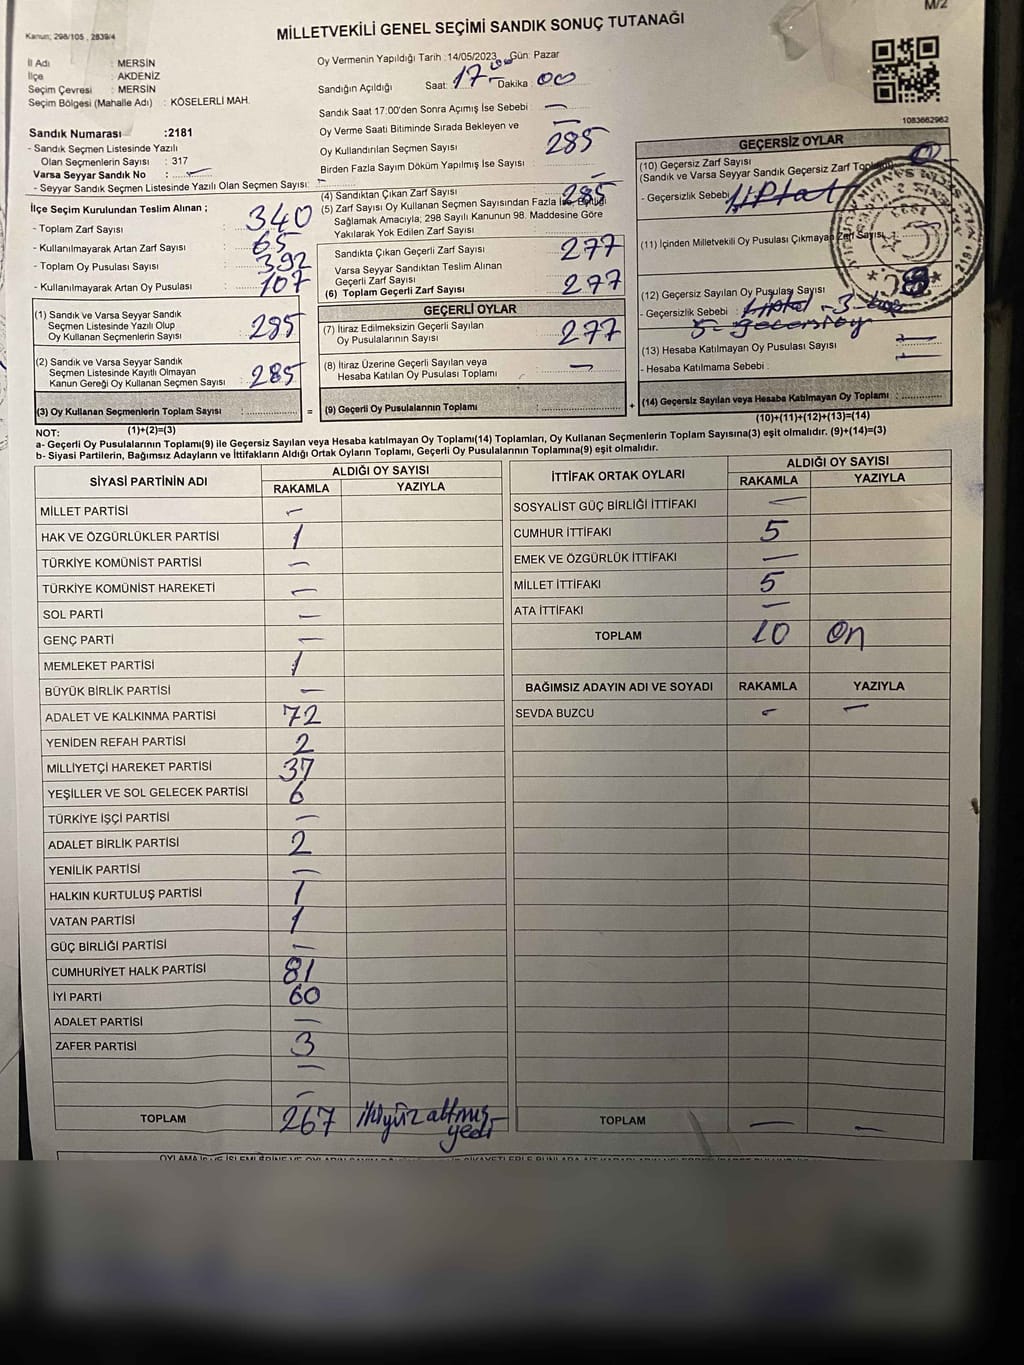 M/2
Kanun; 298/105 , 2839/4
MİLLETVEKİLİ GENEL SEÇİMİ SANDIK SONUÇ TUTANAĞI
İl Adı : MERSİN
İlçe : AKDENİZ
Seçim Çevresi : MERSİN
Seçim Bölgesi (Mahalle Adı) : KÖSELERLİ MAH.
Sandık Numarası :2181
- Sandık Seçmen Listesinde Yazılı
Olan Seçmenlerin Sayısı : 317
Varsa Seyyar Sandık No :
- Seyyar Sandık Seçmen Listesinde Yazılı Olan Seçmen Sayısı: –
İlçe Seçim Kurulundan Teslim Alınan ;
- Toplam Zarf Sayısı : 340
- Kullanılmayarak Artan Zarf Sayısı : 65
- Toplam Oy Pusulası Sayısı : 392
- Kullanılmayarak Artan Oy Pusulası : 107
(1) Sandık ve Varsa Seyyar Sandık
Seçmen Listesinde Yazılı Olup
Oy Kullanan Seçmenlerin Sayısı : 285
(2) Sandık ve Varsa Seyyar Sandık
Seçmen Listesinde Kayıtlı Olmayan
Kanun Gereği Oy Kullanan Seçmen Sayısı : 285
(3) Oy Kullanan Seçmenlerin Toplam Sayısı : =
(1)+(2)=(3)
Oy Vermenin Yapıldığı Tarih :14/05/2023 Gün: Pazar
Sandığın Açıldığı Saat: 17 Dakika : 00
Sandık Saat 17:00'den Sonra Açımış İse Sebebi : –
Oy Verme Saati Bitiminde Sırada Bekleyen ve –
Oy Kullandırılan Seçmen Sayısı : 285
Birden Fazla Sayım Döküm Yapılmış İse Sayısı : –
(4) Sandıktan Çıkan Zarf Sayısı : 285
(5) Zarf Sayısı Oy Kullanan Seçmen Sayısından Fazla İse, Eşitliği
Sağlamak Amacıyla; 298 Sayılı Kanunun 98. Maddesine Göre
Yakılarak Yok Edilen Zarf Sayısı :
Sandıkta Çıkan Geçerli Zarf Sayısı : 277
Varsa Seyyar Sandıktan Teslim Alınan
Geçerli Zarf Sayısı :
(6) Toplam Geçerli Zarf Sayısı : 277
GEÇERLİ OYLAR
(7) İtiraz Edilmeksizin Geçerli Sayılan
Oy Pusulalarının Sayısı : 277
(8) İtiraz Üzerine Geçerli Sayılan veya
Hesaba Katılan Oy Pusulası Toplamı : –
(9) Geçerli Oy Pusulalarının Toplamı : +
1083662962
GEÇERSİZ OYLAR
(10) Geçersiz Zarf Sayısı
(Sandık ve Varsa Seyyar Sandık Geçersiz Zarf Toplamı)
- Geçersizlik Sebebi :
(11) İçinden Milletvekili Oy Pusulası Çıkmayan Zarf Sayısı :
(12) Geçersiz Sayılan Oy Pusulası Sayısı : 8
- Geçersizlik Sebebi :
(13) Hesaba Katılmayan Oy Pusulası Sayısı : –
- Hesaba Katılmama Sebebi : –
(14) Geçersiz Sayılan veya Hesaba Katılmayan Oy Toplamı :
(10)+(11)+(12)+(13)=(14)
NOT:
a- Geçerli Oy Pusulalarının Toplamı(9) ile Geçersiz Sayılan veya Hesaba katılmayan Oy Toplamı(14) Toplamları, Oy Kullanan Seçmenlerin Toplam Sayısına(3) eşit olmalıdır. (9)+(14)=(3)
b- Siyasi Partilerin, Bağımsız Adayların ve İttifakların Aldığı Ortak Oyların Toplamı, Geçerli Oy Pusulalarının Toplamına(9) eşit olmalıdır.
SİYASİ PARTİNİN ADI ALDIĞI OY SAYISI
RAKAMLA YAZIYLA
MİLLET PARTİSİ –
HAK VE ÖZGÜRLÜKLER PARTİSİ 1
TÜRKİYE KOMÜNİST PARTİSİ –
TÜRKİYE KOMÜNİST HAREKETİ –
SOL PARTİ –
GENÇ PARTİ –
MEMLEKET PARTİSİ 1
BÜYÜK BİRLİK PARTİSİ –
ADALET VE KALKINMA PARTİSİ 72
YENİDEN REFAH PARTİSİ 2
MİLLİYETÇİ HAREKET PARTİSİ 37
YEŞİLLER VE SOL GELECEK PARTİSİ 6
TÜRKİYE İŞÇİ PARTİSİ –
ADALET BİRLİK PARTİSİ 2
YENİLİK PARTİSİ –
HALKIN KURTULUŞ PARTİSİ 1
VATAN PARTİSİ 1
GÜÇ BİRLİĞİ PARTİSİ –
CUMHURİYET HALK PARTİSİ 81
İYİ PARTİ 60
ADALET PARTİSİ –
ZAFER PARTİSİ 3
–
–
TOPLAM 267 ikiyüz altmış
yedi
İTTİFAK ORTAK OYLARI ALDIĞI OY SAYISI
RAKAMLA YAZIYLA
SOSYALİST GÜÇ BİRLİĞİ İTTİFAKI –
CUMHUR İTTİFAKI 5
EMEK VE ÖZGÜRLÜK İTTİFAKI –
MİLLET İTTİFAKI 5
ATA İTTİFAKI –
TOPLAM 10 On
BAĞIMSIZ ADAYIN ADI VE SOYADI RAKAMLA YAZIYLA
SEVDA BUZCU – –
TOPLAM – –